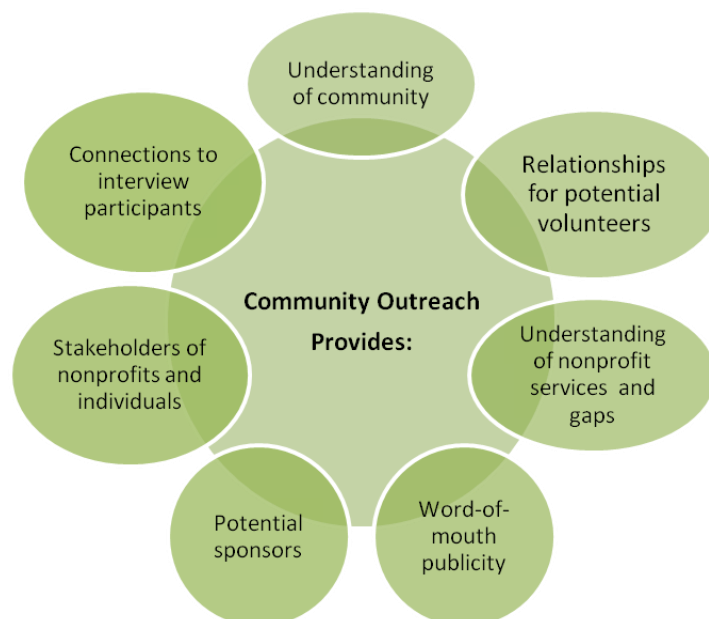 Understanding
of community
Relationships
for potential
volunteers
Understanding
of nonprofit
services and
gaps
Word-of-
mouth
publicity
Potential
sponsors
Stakeholders of
nonprofits and
individuals
Connections to
interview
participants
Community Outreach
Provides: